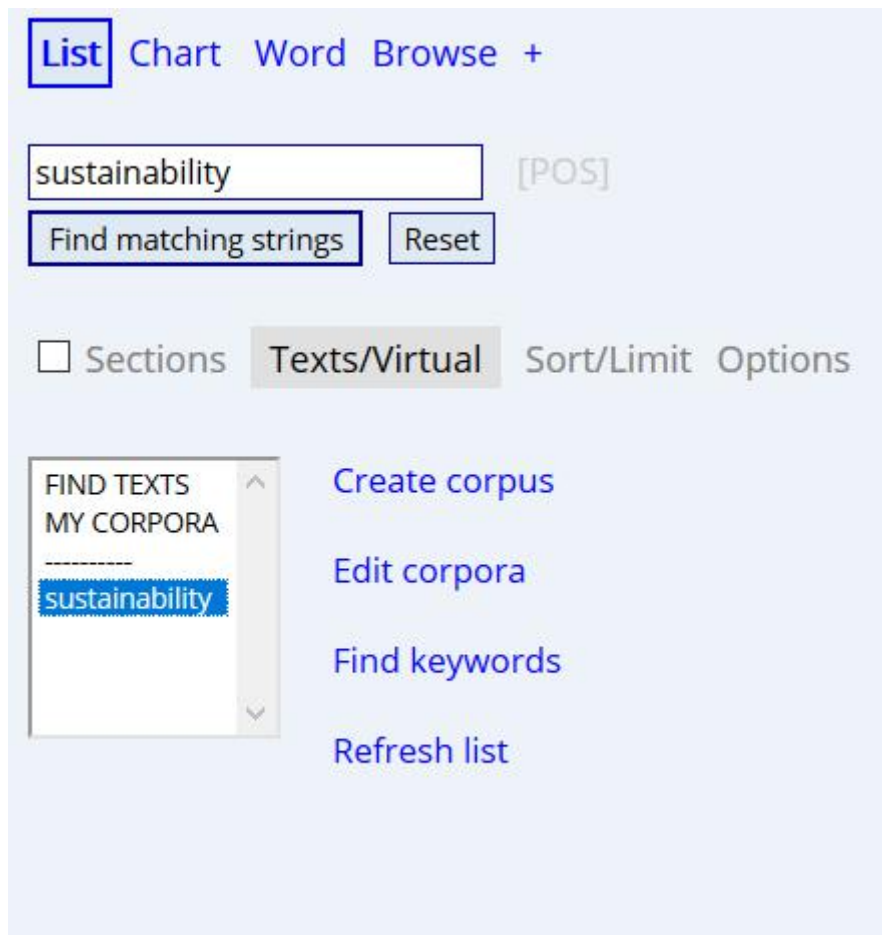 List Chart Word Browse +
sustainability [POS]
Find matching strings Reset
Sections Texts/Virtual Sort/Limit Options
FIND TEXTS
MY CORPORA
----------
sustainability
Create corpus
Edit corpora
Find keywords
Refresh list